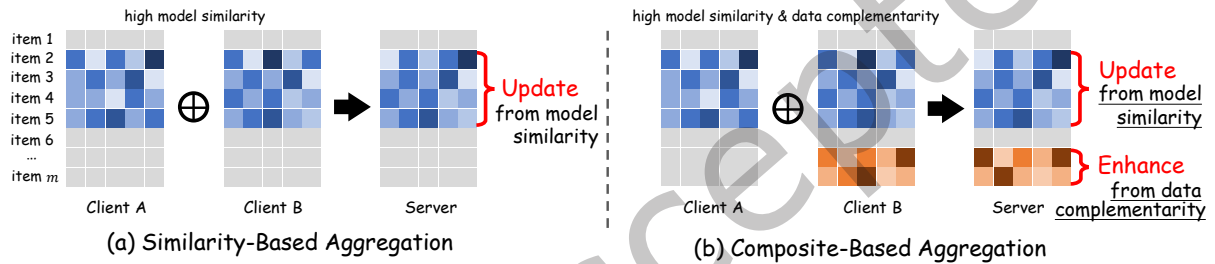 high model similarity
item 1
item 2
item 3
item 4
item 5
item 6
...
item m
Update
from model
similarity
Client A
Client B
Server
(a) Similarity-Based Aggregation
high model similarity & data complementarity
Update
from model
similarity
Enhance
from data
complementarity
Client A
Client B
Server
(b) Composite-Based Aggregation